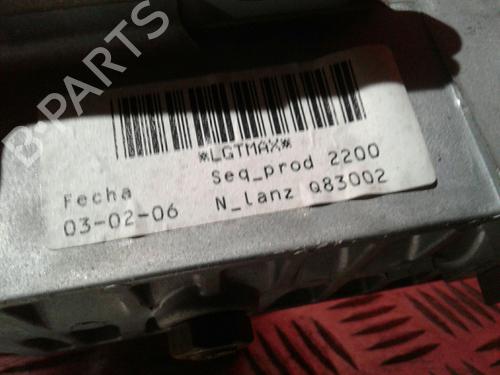 B-PARTS
*LGTMAX*
Fecha
Seq_prod 2200
03-02-06
N_lanz Q83002